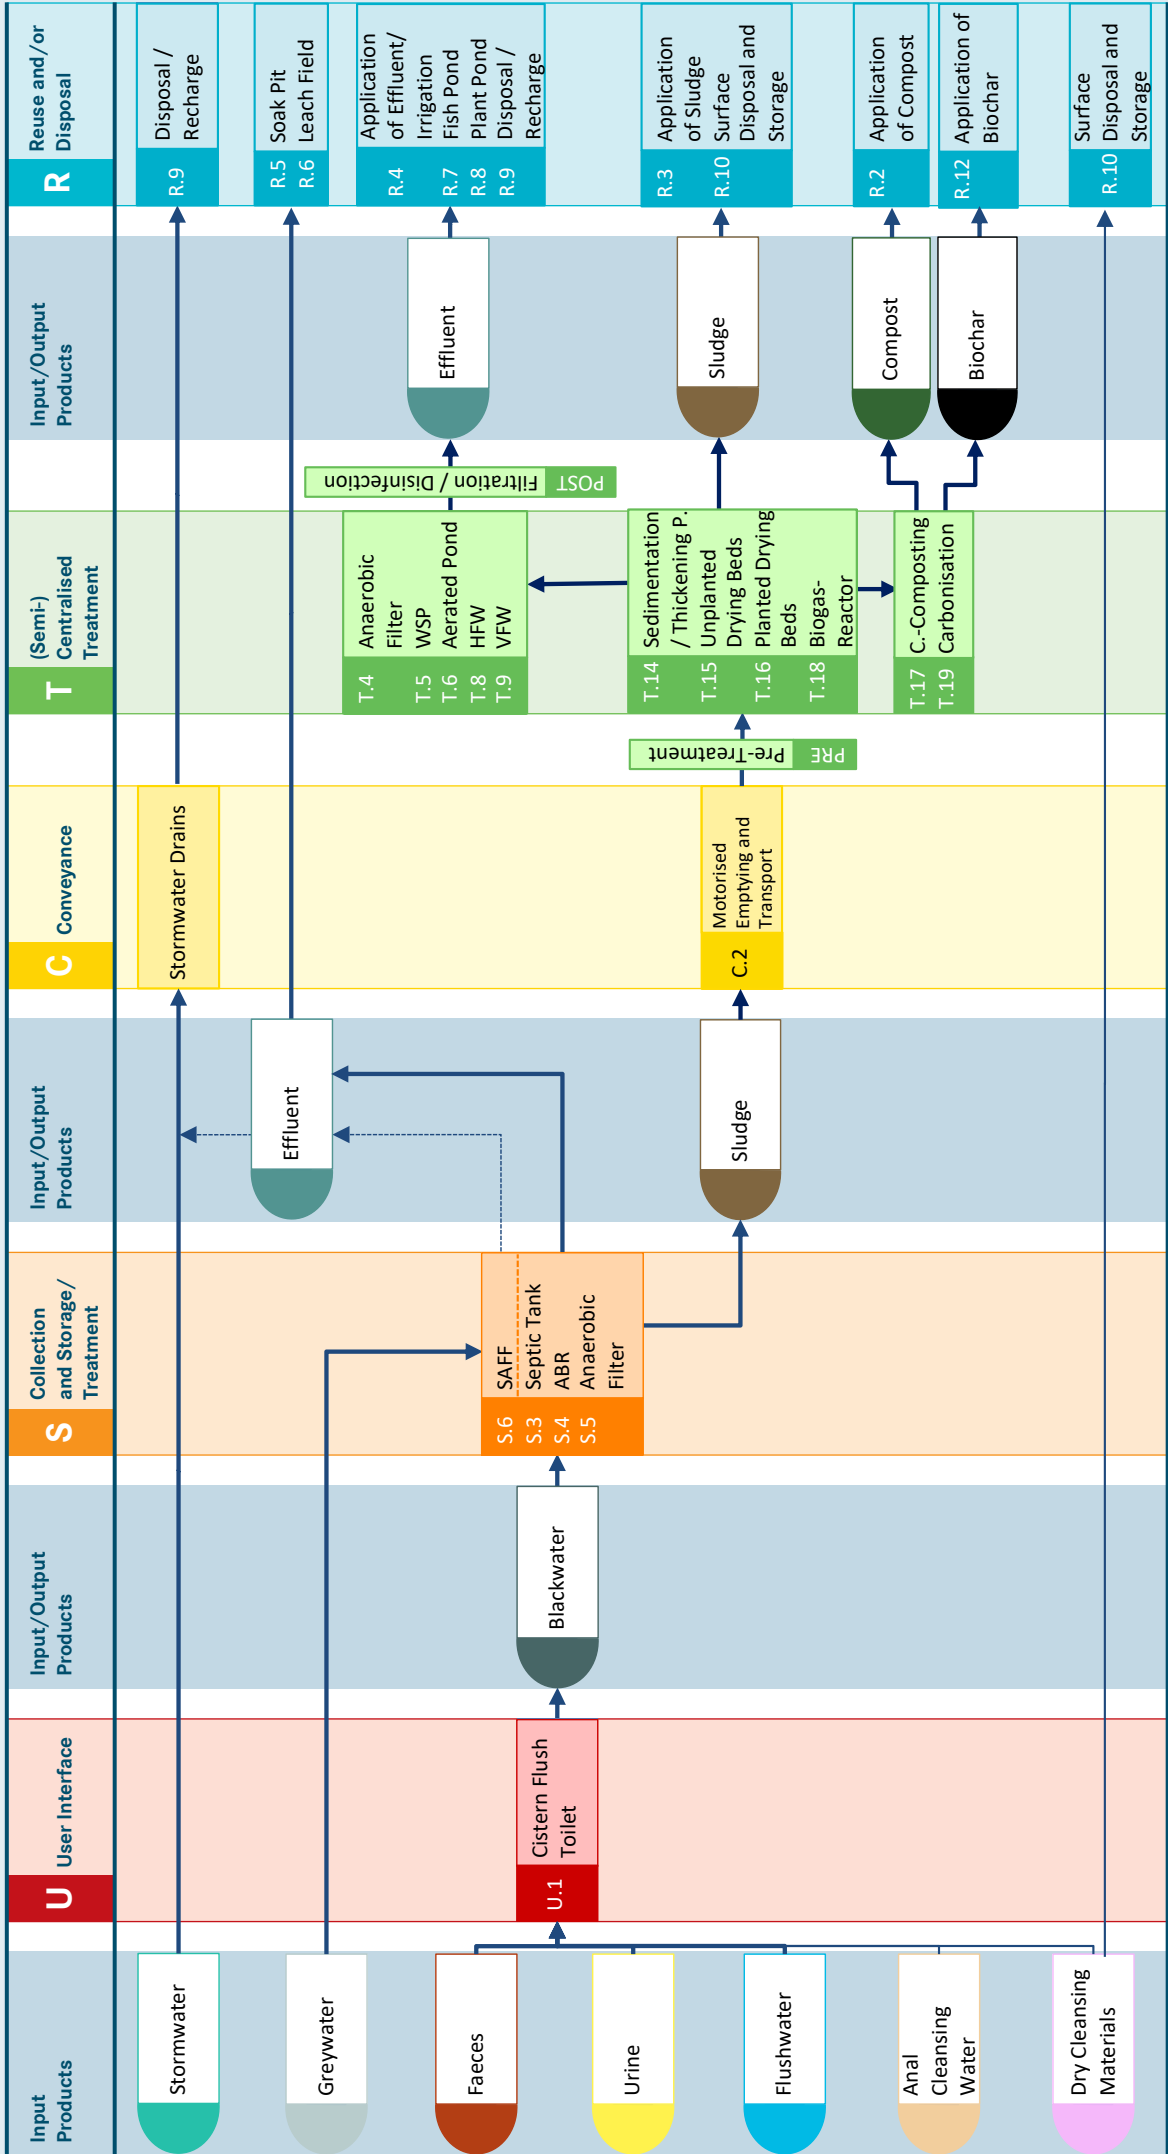 Input
Products
U
User Interface
Input/Output
Products
S
Collection
and Storage/
Treatment
Input/Output
Products
C
Conveyance
T
(Semi-)
Centralised
Treatment
Input/Output
Products
R
Reuse and/or
Disposal
Stormwater
Greywater
Faeces
Urine
Flushwater
Anal
Cleansing
Water
Dry Cleansing
Materials
U.1
Cistern Flush
Toilet
Blackwater
S.6 SAFF
S.3 Septic Tank
S.4 ABR
S.5 Anaerobic
Filter
Effluent
Sludge
Stormwater Drains
C.2
Motorised
Emptying and
Transport
PRE Pre-Treatment
T.4 Anaerobic
Filter
T.5 WSP
T.6 Aerated Pond
T.8 HFW
T.9 VFW
T.14 Sedimentation
/ Thickening P.
T.15 Unplanted
Drying Beds
T.16 Planted Drying
Beds
T.18 Biogas-
Reactor
T.17 C.-Composting
T.19 Carbonisation
POST Filtration / Disinfection
Effluent
Sludge
Compost
Biochar
R.9 Disposal /
Recharge
R.5 Soak Pit
R.6 Leach Field
R.4 Application
of Effluent/
Irrigation
R.7 Fish Pond
R.8 Plant Pond
R.9 Disposal /
Recharge
R.3 Application
of Sludge
R.10 Surface
Disposal and
Storage
R.2 Application
of Compost
R.12 Application of
Biochar
R.10 Surface
Disposal and
Storage